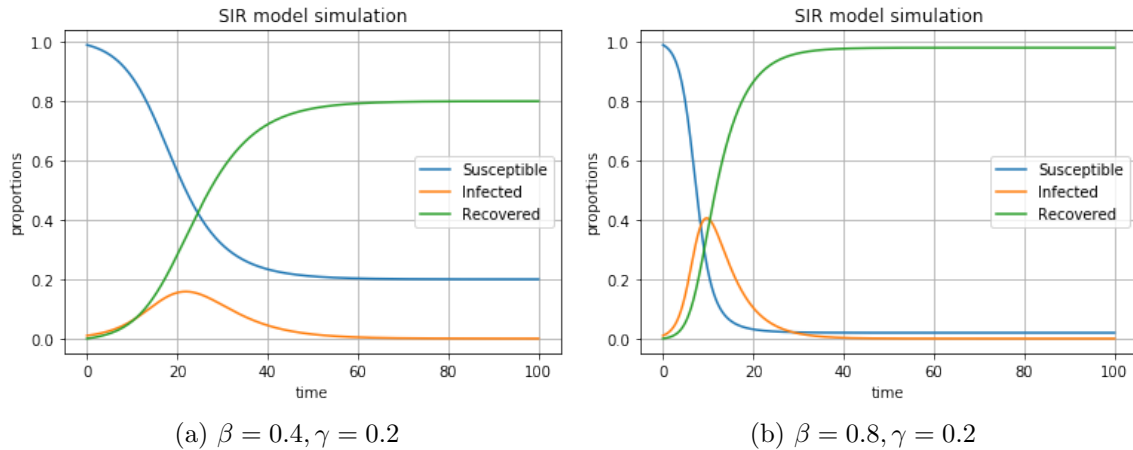 SIR model simulation
1.0
0.8
0.6
0.4
0.2
0.0
proportions
Susceptible
Infected
Recovered
0 20 40 60 80 100
time
(a) β = 0.4, γ = 0.2
SIR model simulation
1.0
0.8
0.6
0.4
0.2
0.0
proportions
Susceptible
Infected
Recovered
0 20 40 60 80 100
time
(b) β = 0.8, γ = 0.2